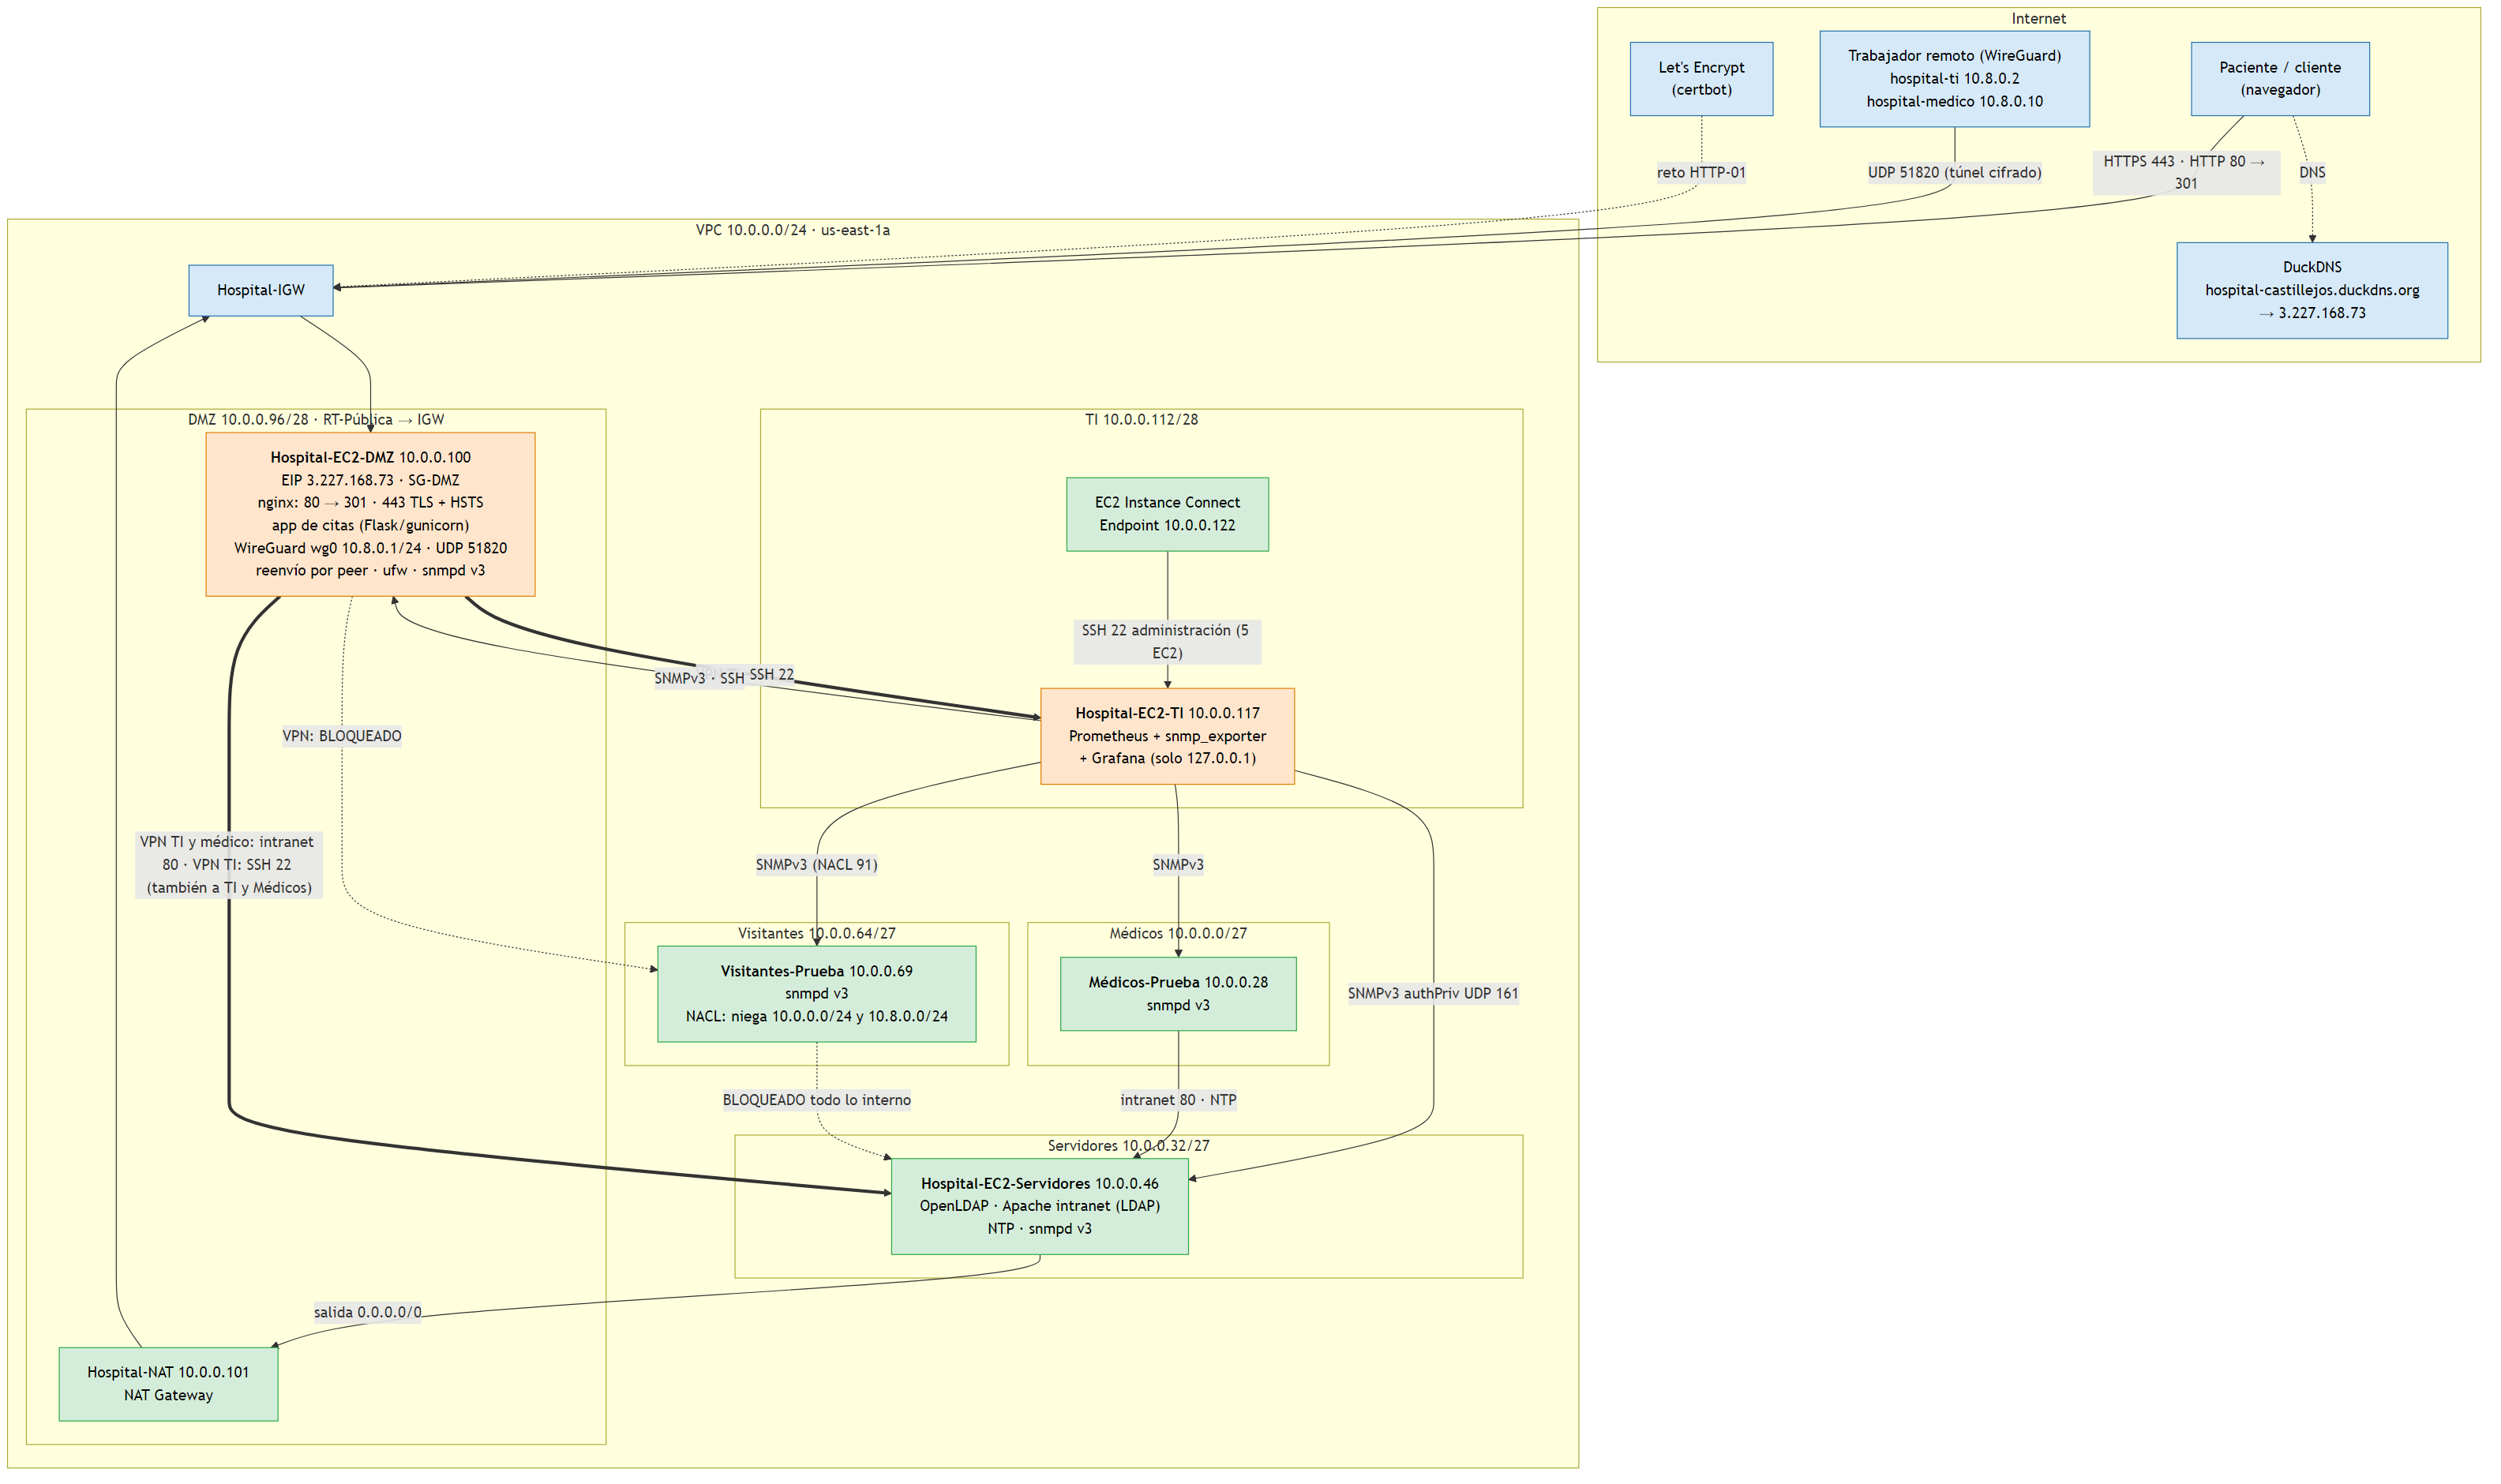 Internet
Let's Encrypt
(certbot)
Trabajador remoto (WireGuard)
hospital-ti 10.8.0.2
hospital-medico 10.8.0.10
Paciente / cliente
(navegador)
reto HTTP-01
UDP 51820 (túnel cifrado)
HTTPS 443 · HTTP 80 →
301
DNS
DuckDNS
hospital-castillejos.duckdns.org
→ 3.227.168.73
VPC 10.0.0.0/24 · us-east-1a
Hospital-IGW
DMZ 10.0.0.96/28 · RT-Pública → IGW
Hospital-EC2-DMZ 10.0.0.100
EIP 3.227.168.73 · SG-DMZ
nginx: 80 → 301 · 443 TLS + HSTS
app de citas (Flask/gunicorn)
WireGuard wg0 10.8.0.1/24 · UDP 51820
reenvío por peer · ufw · snmpd v3
TI 10.0.0.112/28
EC2 Instance Connect
Endpoint 10.0.0.122
SSH 22 administración (5
EC2)
SNMPv3 · SSH
SSH 22
Hospital-EC2-TI 10.0.0.117
Prometheus + snmp_exporter
+ Grafana (solo 127.0.0.1)
VPN: BLOQUEADO
VPN TI y médico: intranet
80 · VPN TI: SSH 22
(también a TI y Médicos)
SNMPv3 (NACL 91)
SNMPv3
SNMPv3 authPriv UDP 161
Visitantes 10.0.0.64/27
Visitantes-Prueba 10.0.0.69
snmpd v3
NACL: niega 10.0.0.0/24 y 10.8.0.0/24
Médicos 10.0.0.0/27
Médicos-Prueba 10.0.0.28
snmpd v3
BLOQUEADO todo lo interno
intranet 80 · NTP
Servidores 10.0.0.32/27
Hospital-EC2-Servidores 10.0.0.46
OpenLDAP · Apache intranet (LDAP)
NTP · snmpd v3
salida 0.0.0.0/0
Hospital-NAT 10.0.0.101
NAT Gateway